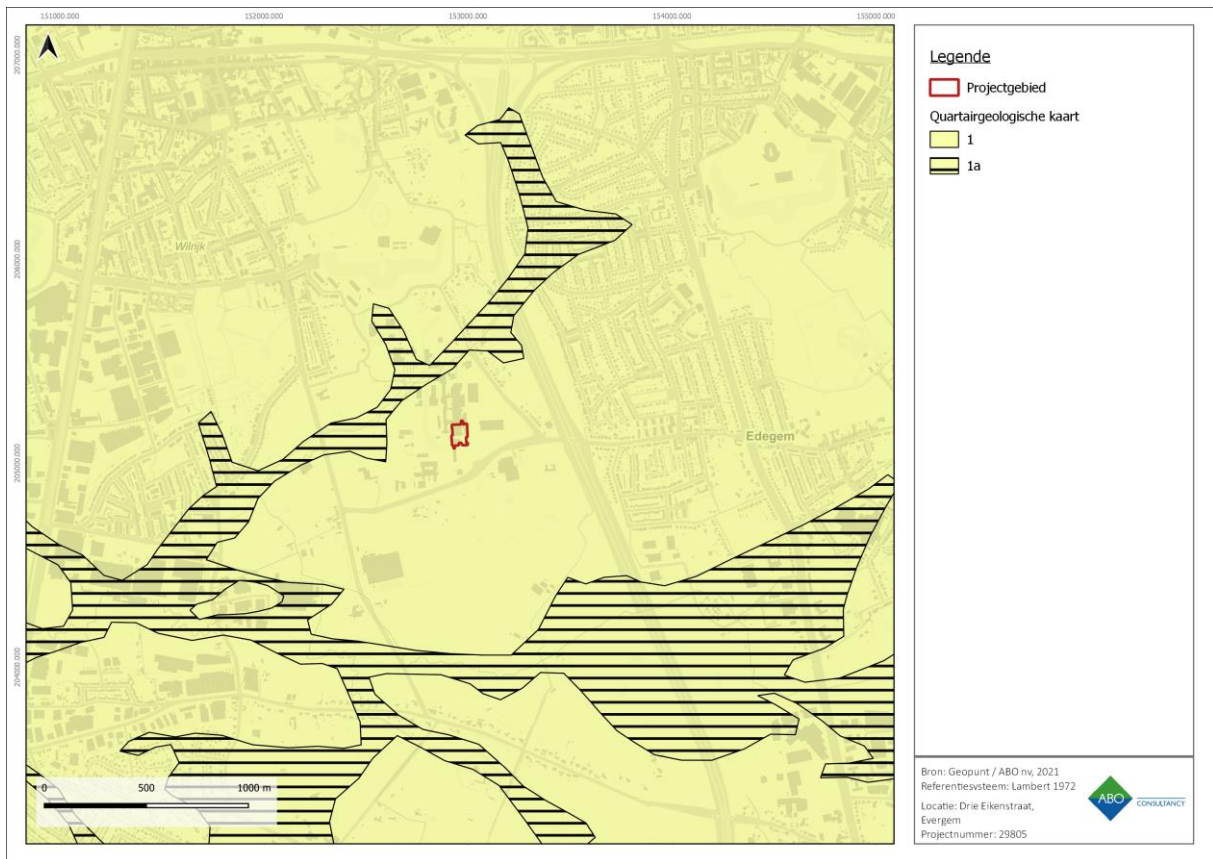 151000.000
152000.000
153000.000
154000.000
155000.000
207000.000
206000.000
205000.000
204000.000
Wilrijk
Edegem
0
500
1000 m
Legende
Projectgebied
Quartairgeologische kaart
1
1a
Bron: Geopunt / ABO nv, 2021
Referentiesysteem: Lambert 1972
Locatie: Drie Eikenstraat,
Evergem
Projectnummer: 29805
ABO
CONSULTANCY